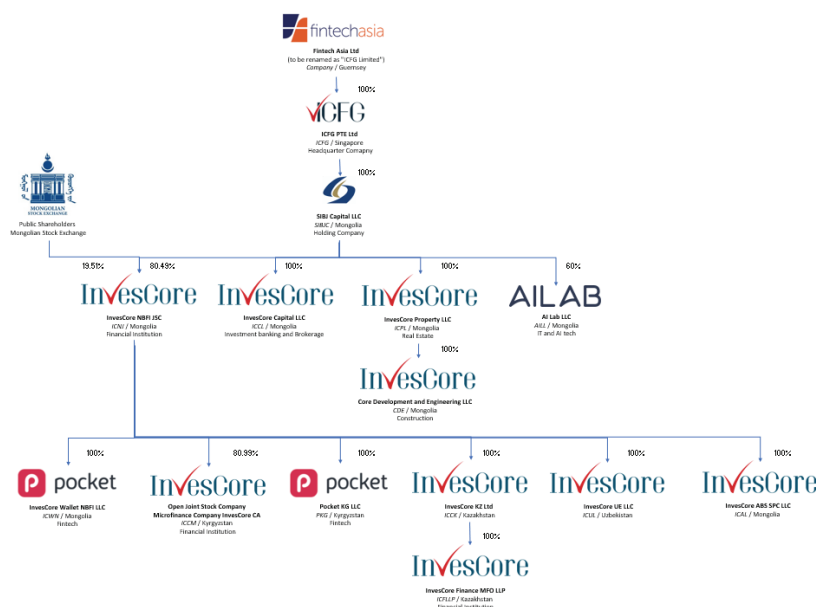 fintechasia
Fintech Asia Ltd
(to be renamed as "ICFG Limited")
Company / Guernsey
100%
ICFG
ICFG PTE Ltd
ICFG / Singapore
Headquarter Comapny
100%
MONGOLIAN
STOCK EXCHANGE
Public Shareholders
Mongolian Stock Exchange
SIBJ Capital LLC
SIBJC / Mongolia
Holding Company
19.51%
80.49%
100%
100%
60%
InvesCore
InvesCore
InvesCore
AILAB
InvesCore NBFI JSC
ICNJ / Mongolia
Financial Institution
InvesCore Capital LLC
ICCL / Mongolia
Investment banking and Brokerage
InvesCore Property LLC
ICPL / Mongolia
Real Estate
AI Lab LLC
AILL / Mongolia
IT and AI tech
100%
InvesCore
Core Development and Engineering LLC
CDE / Mongolia
Construction
100%
80.99%
100%
100%
100%
100%
pocket
InvesCore
pocket
InvesCore
InvesCore
InvesCore
InvesCore Wallet NBFI LLC
ICWN / Mongolia
Fintech
Open Joint Stock Company
Microfinance Company InvesCore CA
ICCM / Kyrgyzstan
Financial Institution
Pocket KG LLC
PKG / Kyrgyzstan
Fintech
InvesCore KZ Ltd
ICCX / Kazakhstan
InvesCore UE LLC
ICUL / Uzbekistan
InvesCore ABS SPC LLC
ICAL / Mongolia
100%
InvesCore
InvesCore Finance MFO LLP
ICFLLP / Kazakhstan
Financial Institution